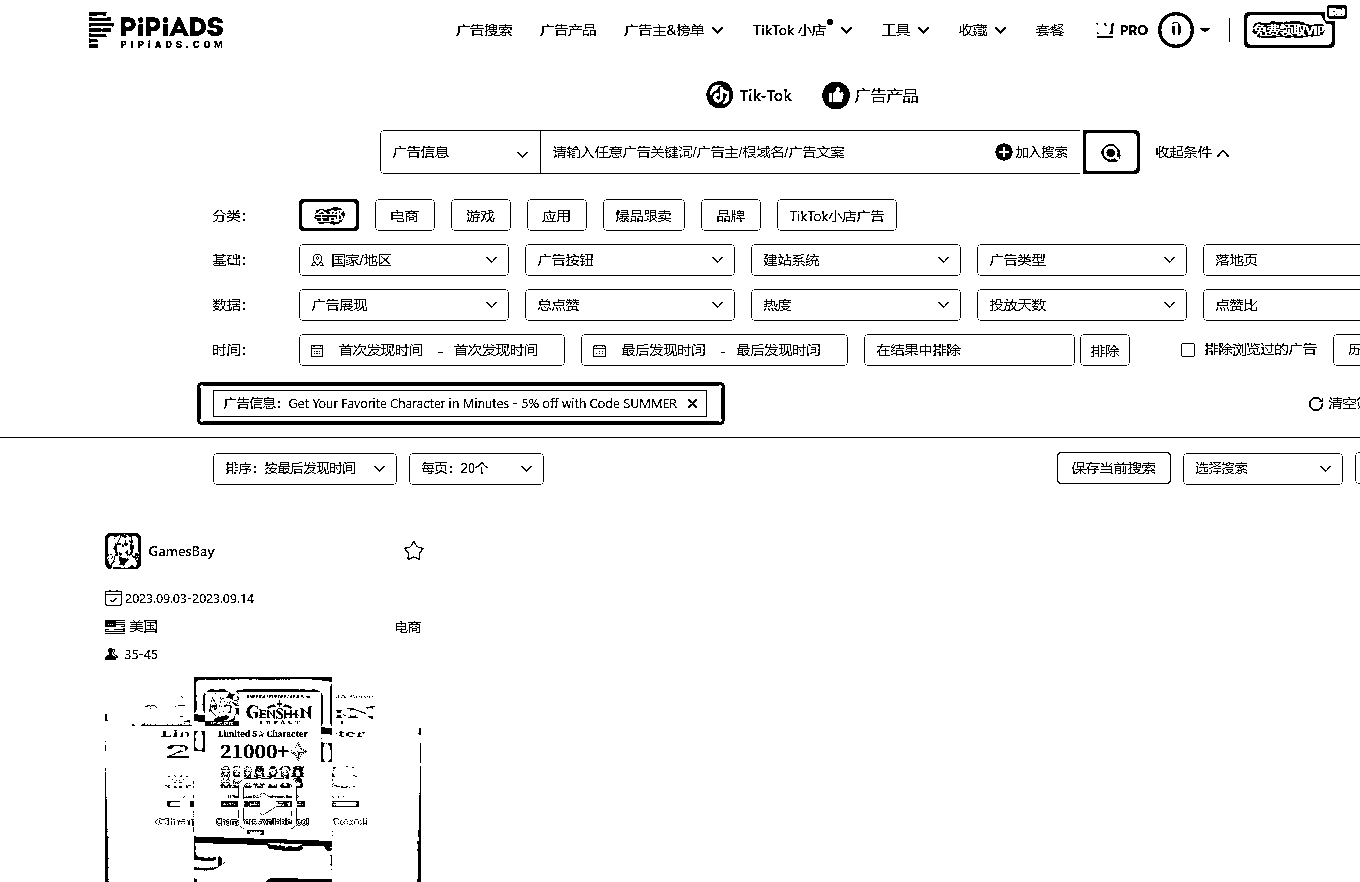 PiPiADS
PIPIADS.COM
广告搜索 广告产品 广告主&榜单 TikTok 小店 工具 收藏 套餐 PRO 免费领取VIP
Tik-Tok 广告产品
广告信息 请输入任意广告关键词/广告主/根域名/广告文案 加入搜索 收起条件
分类: 全部 电商 游戏 应用 爆品跟卖 品牌 TikTok小店广告
基础: 国家/地区 广告按钮 建站系统 广告类型 落地页
数据: 广告展现 总点赞 热度 投放天数 点赞比
时间: 首次发现时间 - 首次发现时间 最后发现时间 - 最后发现时间 在结果中排除 排除 排除浏览过的广告 历
广告信息: Get Your Favorite Character in Minutes - 5% off with Code SUMMER 清空
排序: 按最后发现时间 每页: 20个 保存当前搜索 选择搜索
GamesBay
2023.09.03-2023.09.14
美国 电商
35-45
GENSHIN
IMPACT
Limited 5 Character
21000+